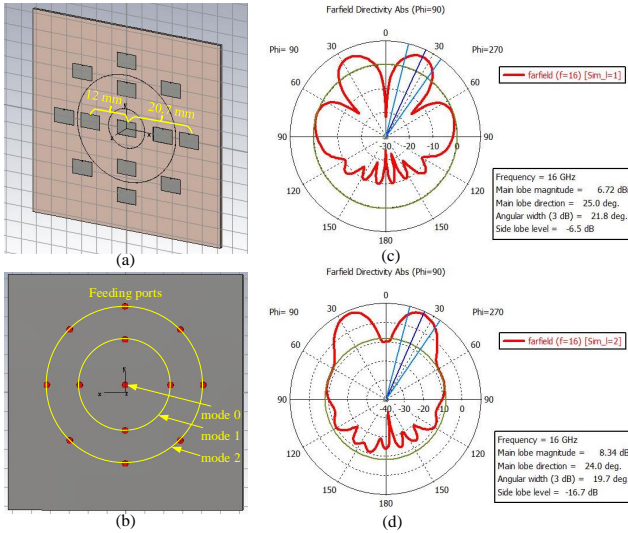 12 mm
20.7 mm
y
x
z
(a)
Farfield Directivity Abs (Phi=90)
Phi= 90
0
Phi=270
30
30
60
60
90
90
-30
-20
-10
0
120
120
150
150
180
farfield (f=16) [Sim_l=1]
Frequency = 16 GHz
Main lobe magnitude = 6.72 dBi
Main lobe direction = 25.0 deg.
Angular width (3 dB) = 21.8 deg.
Side lobe level = -6.5 dB
(c)
Feeding ports
y
x
z
mode 0
mode 1
mode 2
(b)
Farfield Directivity Abs (Phi=90)
Phi= 90
0
Phi=270
30
30
60
60
90
90
-40
-20
-10
0
120
120
150
150
180
farfield (f=16) [Sim_l=2]
Frequency = 16 GHz
Main lobe magnitude = 8.34 dBi
Main lobe direction = 24.0 deg.
Angular width (3 dB) = 19.7 deg.
Side lobe level = -16.7 dB
(d)